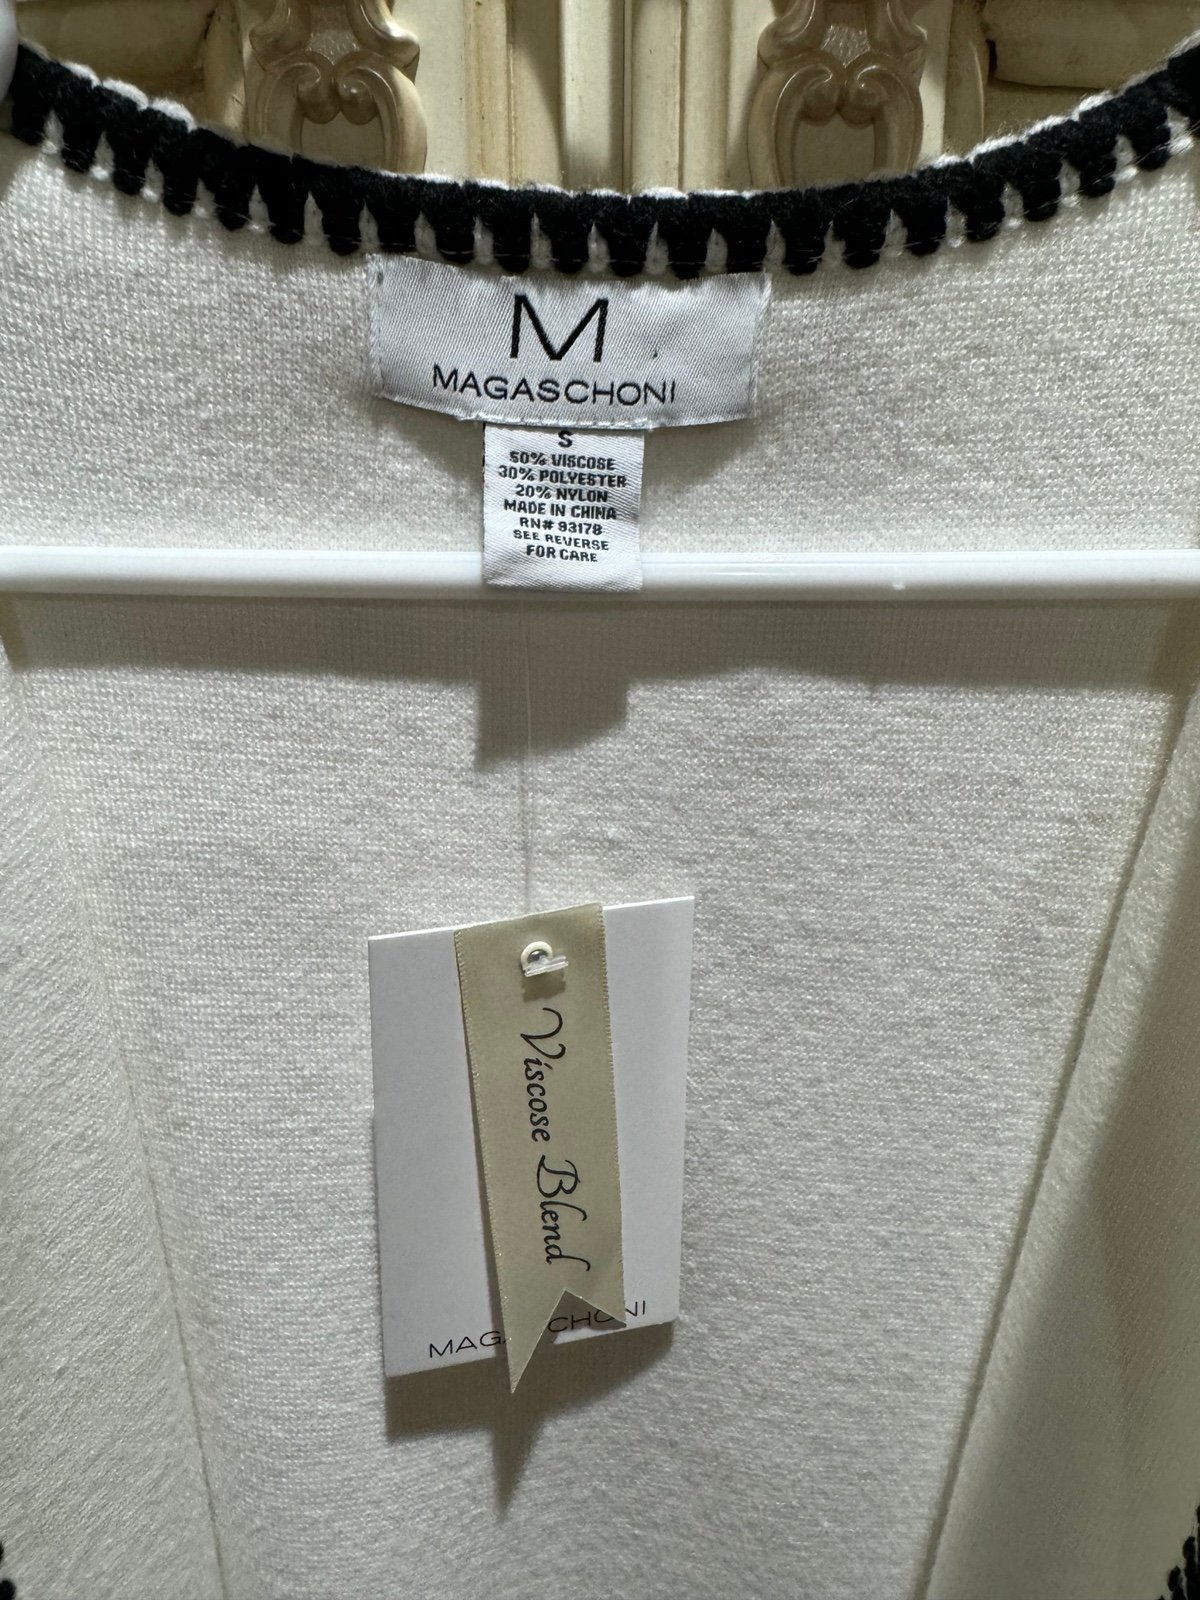 M
MAGASCHONI
S
50% VISCOSE
30% POLYESTER
20% NYLON
MADE IN CHINA
RN# 93178
SEE REVERSE
FOR CARE
Viscose Blend
MAGASCHONI